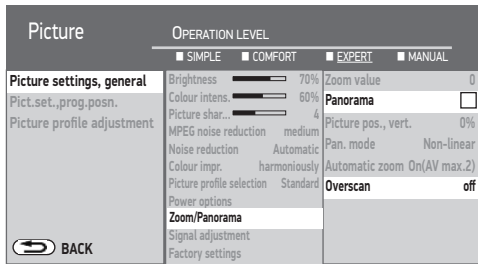 Picture
OPERATION LEVEL
SIMPLE COMFORT EXPERT MANUAL
Picture settings, general
Pict.set.,prog.posn.
Picture profile adjustment
BACK
Brightness 70%
Colour intens. 60%
Picture shar... 4
MPEG noise reduction medium
Noise reduction Automatic
Colour impr. harmoniously
Picture profile selection Standard
Power options
Zoom/Panorama
Signal adjustment
Factory settings
Zoom value 0
Panorama
Picture pos., vert. 0%
Pan. mode Non-linear
Automatic zoom On(AV max.2)
Overscan off